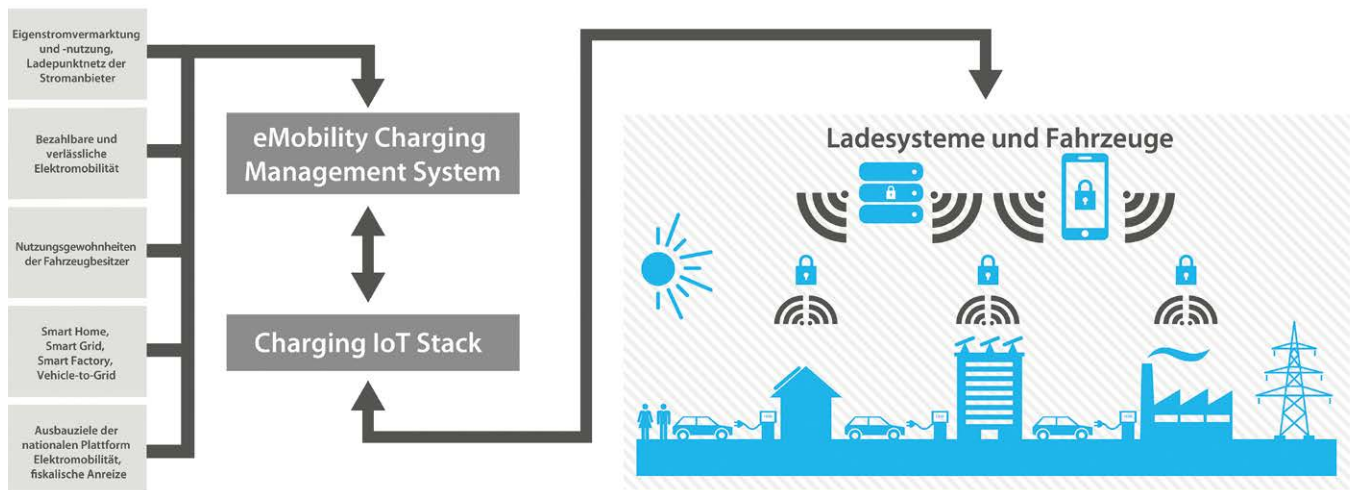 Eigenstromvermarktung
und -nutzung,
Ladepunktnetz der
Stromanbieter
Bezahlbare und
verlässliche
Elektromobilität
Nutzungsgewohnheiten
der Fahrzeugbesitzer
Smart Home,
Smart Grid,
Smart Factory,
Vehicle-to-Grid
Ausbauziele der
nationalen Plattform
Elektromobilität,
fiskalische Anreize
eMobility Charging
Management System
Charging IoT Stack
Ladesysteme und Fahrzeuge